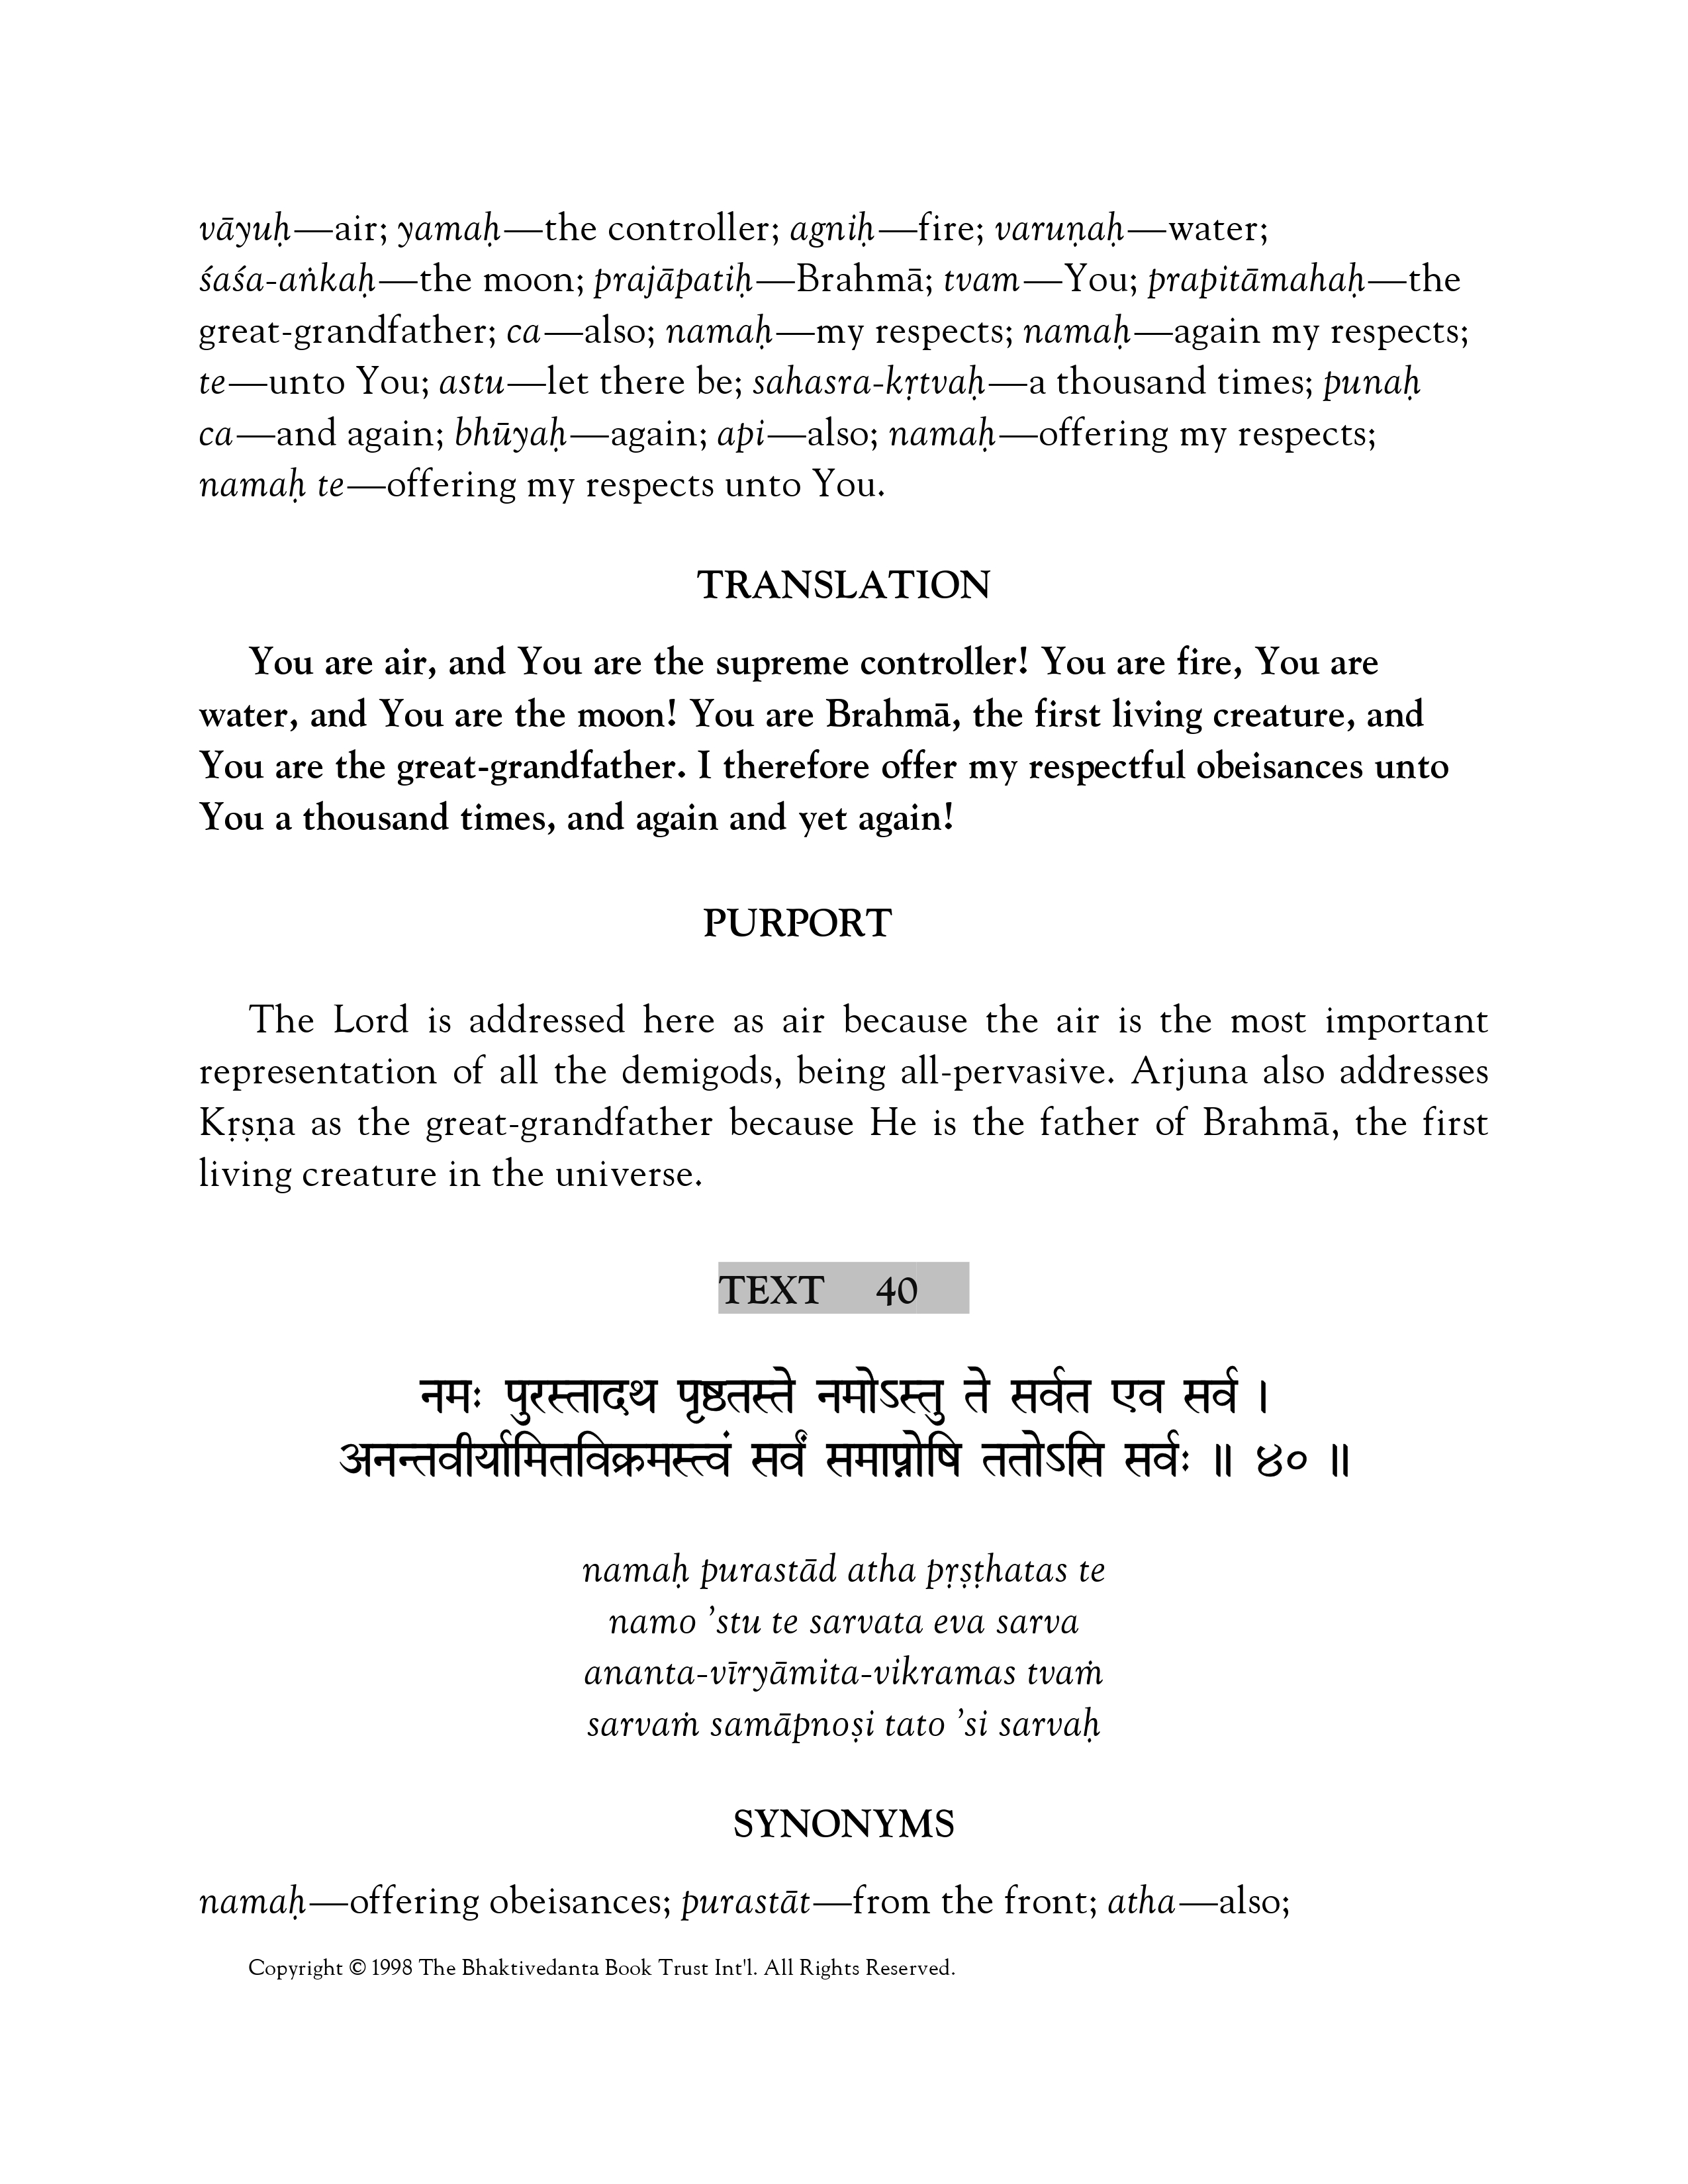 vāyuḥ—air; yamaḥ—the controller; agniḥ—fire; varuṇaḥ—water;
śaśa-aṅkaḥ—the moon; prajāpatiḥ—Brahmā; tvam—You; prapitāmahaḥ—the
great-grandfather; ca—also; namaḥ—my respects; namaḥ—again my respects;
te—unto You; astu—let there be; sahasra-kṛtvaḥ—a thousand times; punaḥ
ca—and again; bhūyaḥ—again; api—also; namaḥ—offering my respects;
namaḥ te—offering my respects unto You.
TRANSLATION
You are air, and You are the supreme controller! You are fire, You are
water, and You are the moon! You are Brahmā, the first living creature, and
You are the great-grandfather. I therefore offer my respectful obeisances unto
You a thousand times, and again and yet again!
PURPORT
The Lord is addressed here as air because the air is the most important
representation of all the demigods, being all-pervasive. Arjuna also addresses
Kṛṣṇa as the great-grandfather because He is the father of Brahmā, the first
living creature in the universe.
TEXT 40
नमः पुरस्तादथ पृष्ठतस्ते नमोऽस्तु ते सर्वत एव सर्व ।
अनन्तवीर्यामितविक्रमस्त्वं सर्वं समाप्नोषि ततोऽसि सर्वः ॥ ४० ॥
namaḥ purastād atha pṛṣṭhatas te
namo ’stu te sarvata eva sarva
ananta-vīryāmita-vikramas tvaṁ
sarvaṁ samāpnoṣi tato ’si sarvaḥ
SYNONYMS
namaḥ—offering obeisances; purastāt—from the front; atha—also;
Copyright © 1998 The Bhaktivedanta Book Trust Int'l. All Rights Reserved.